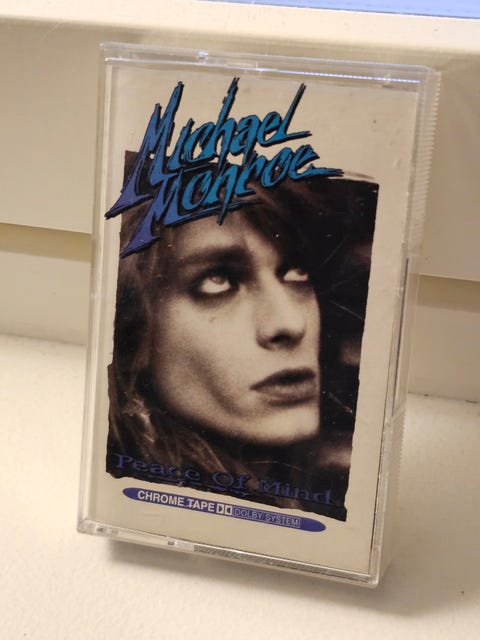 Michael
Monroe
Peace Of Mind
CHROME TAPE DOLBY SYSTEM